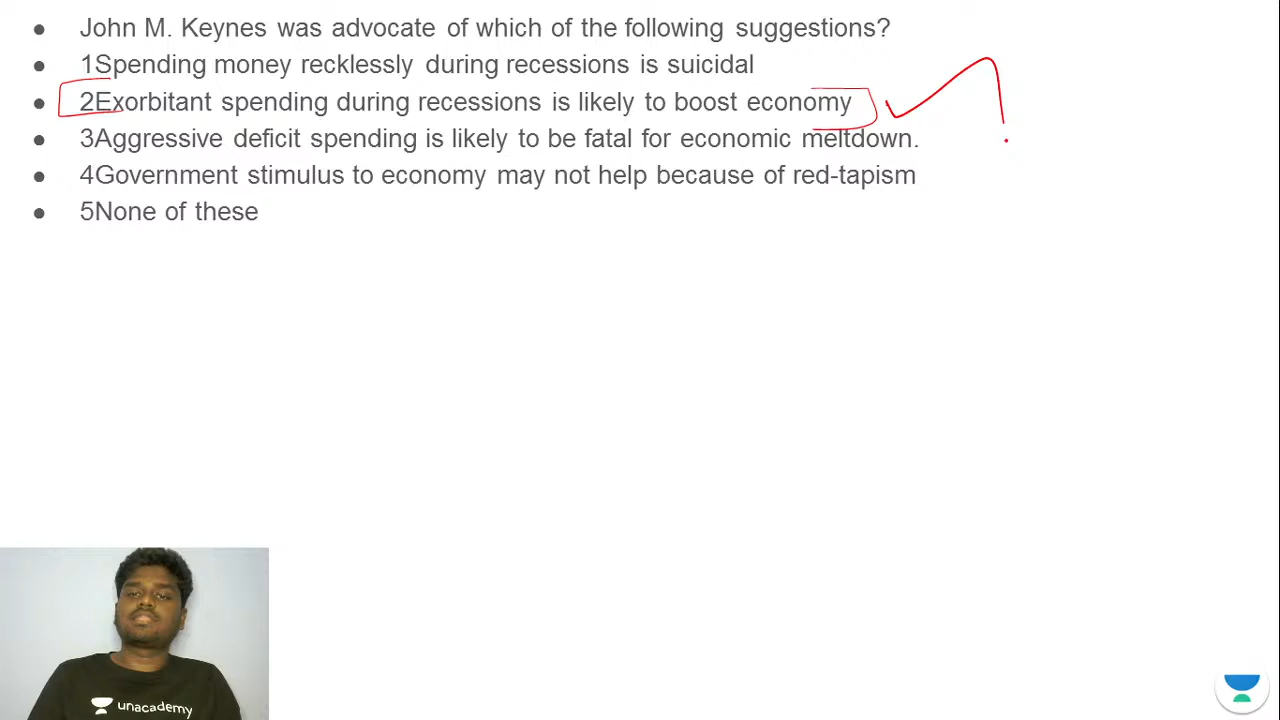 John M. Keynes was advocate of which of the following suggestions?
1Spending money recklessly during recessions is suicidal
2Exorbitant spending during recessions is likely to boost economy
3Aggressive deficit spending is likely to be fatal for economic meltdown.
4Government stimulus to economy may not help because of red-tapism
5None of these
unacademy